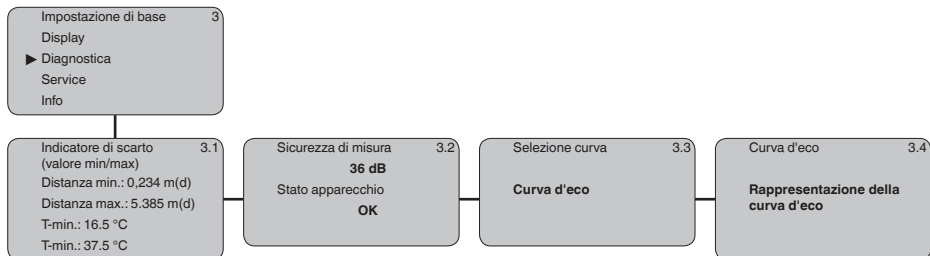 Impostazione di base 3
Display
▶ Diagnostica
Service
Info
Indicatore di scarto 3.1
(valore min/max)
Distanza min.: 0,234 m(d)
Distanza max.: 5.385 m(d)
T-min.: 16.5 °C
T-min.: 37.5 °C
Sicurezza di misura 3.2
36 dB
Stato apparecchio
OK
Selezione curva 3.3
Curva d'eco
Curva d'eco 3.4
Rappresentazione della
curva d'eco